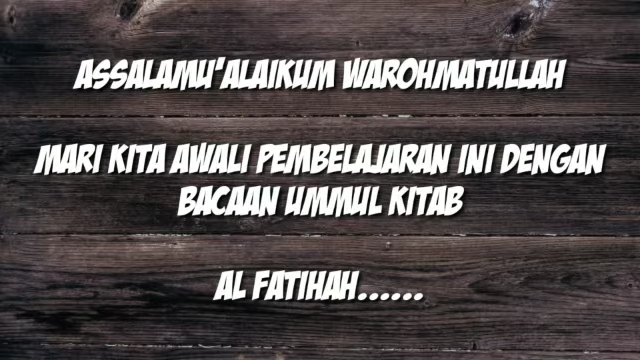 ASSALAMU'ALAIKUM WAROHMATULLAH
MARI KITA AWALI PEMBELAJARAN INI DENGAN
BACAAN UMMUL KITAB
AL FATIHAH......